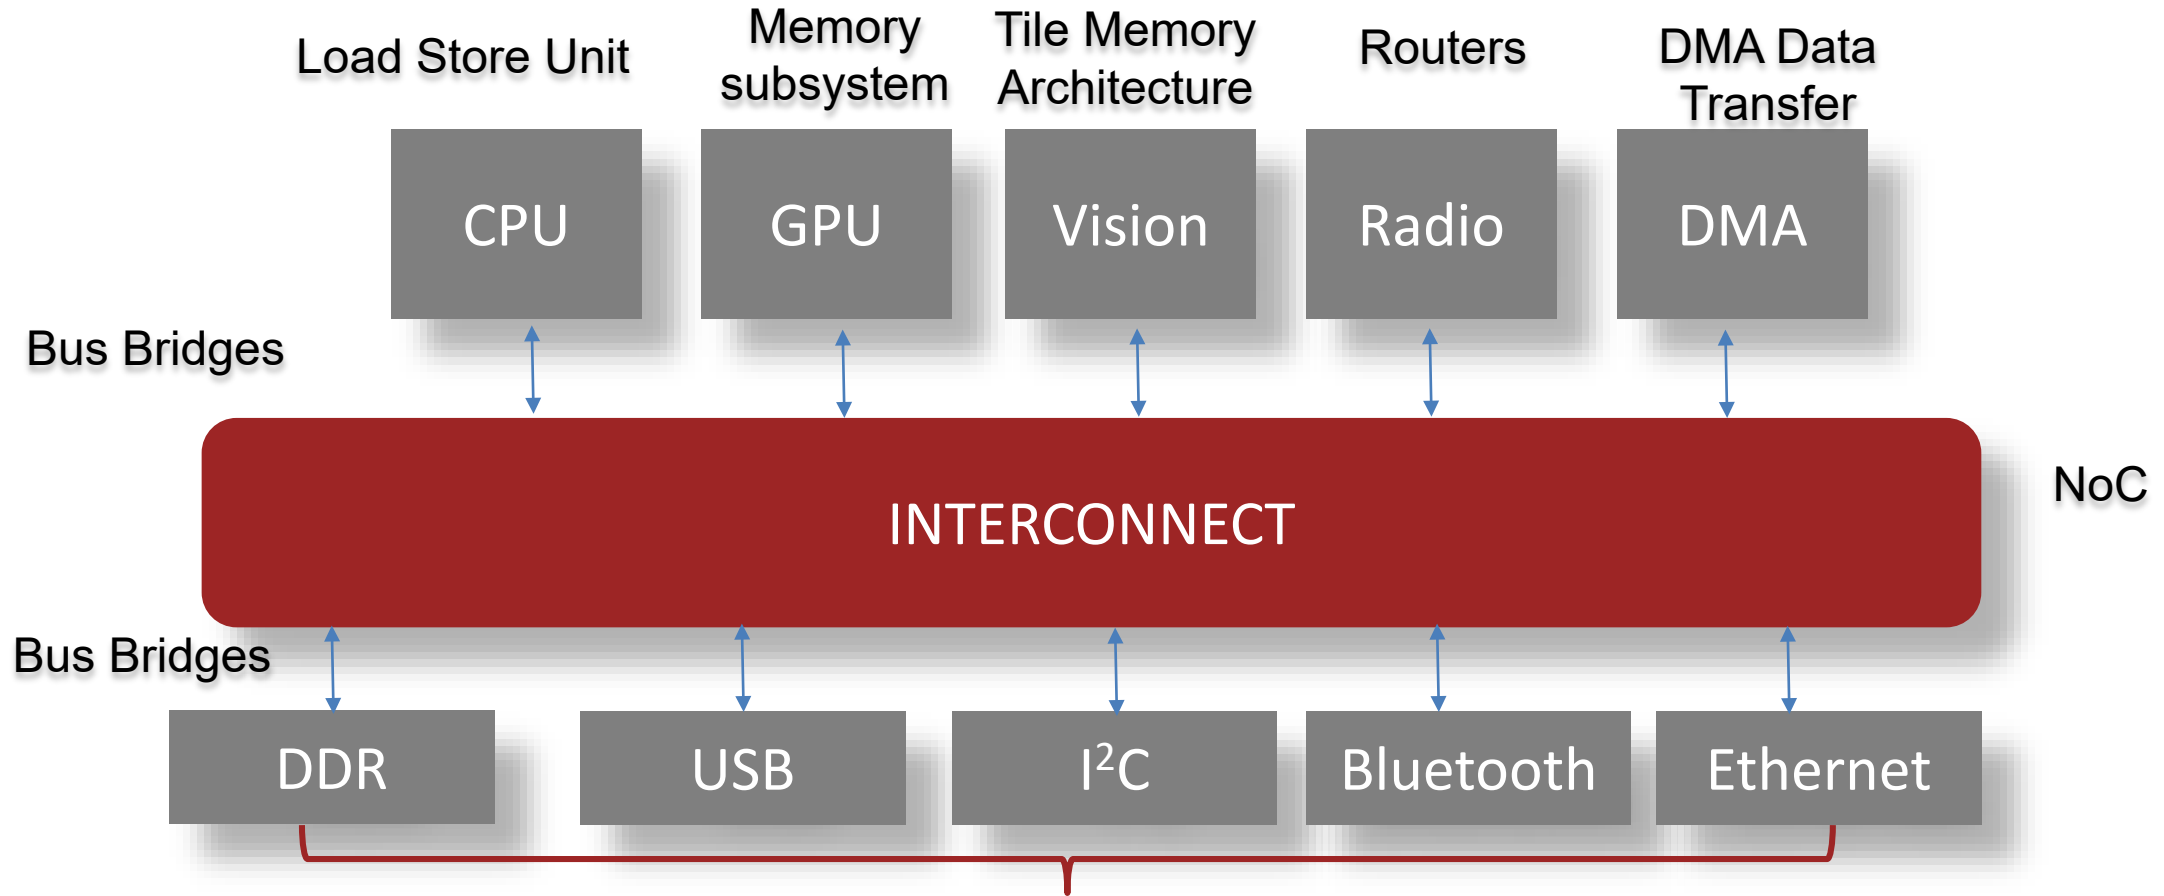 Load Store Unit
Memory
subsystem
Tile Memory
Architecture
Routers
DMA Data
Transfer
CPU
GPU
Vision
Radio
DMA
Bus Bridges
INTERCONNECT
NoC
Bus Bridges
DDR
USB
I²C
Bluetooth
Ethernet